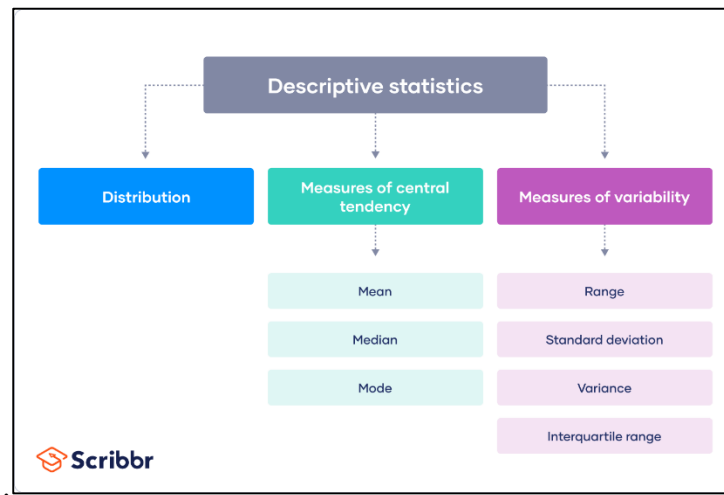 Descriptive statistics
Distribution
Measures of central
tendency
Measures of variability
Mean
Median
Mode
Range
Standard deviation
Variance
Interquartile range
Scribbr